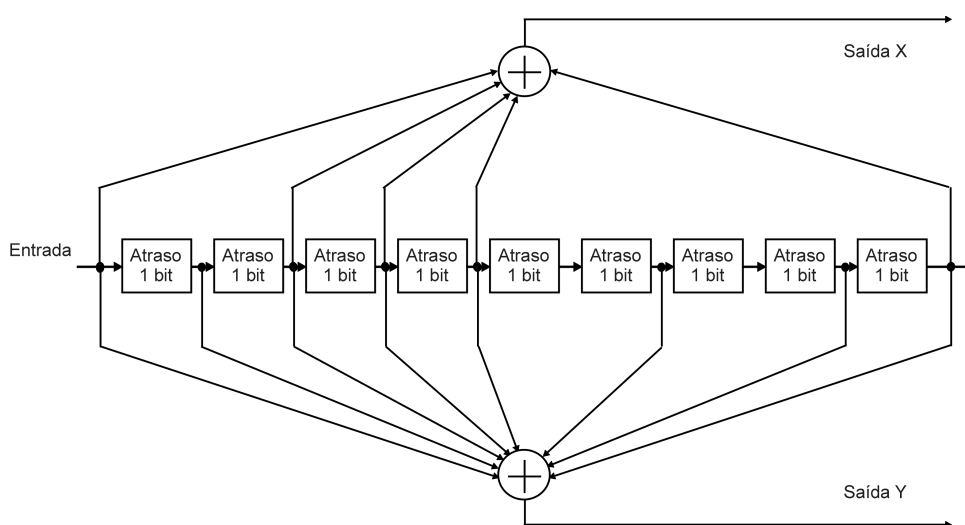 Saída X
Entrada
Atraso
1 bit
Atraso
1 bit
Atraso
1 bit
Atraso
1 bit
Atraso
1 bit
Atraso
1 bit
Atraso
1 bit
Atraso
1 bit
Atraso
1 bit
Saída Y